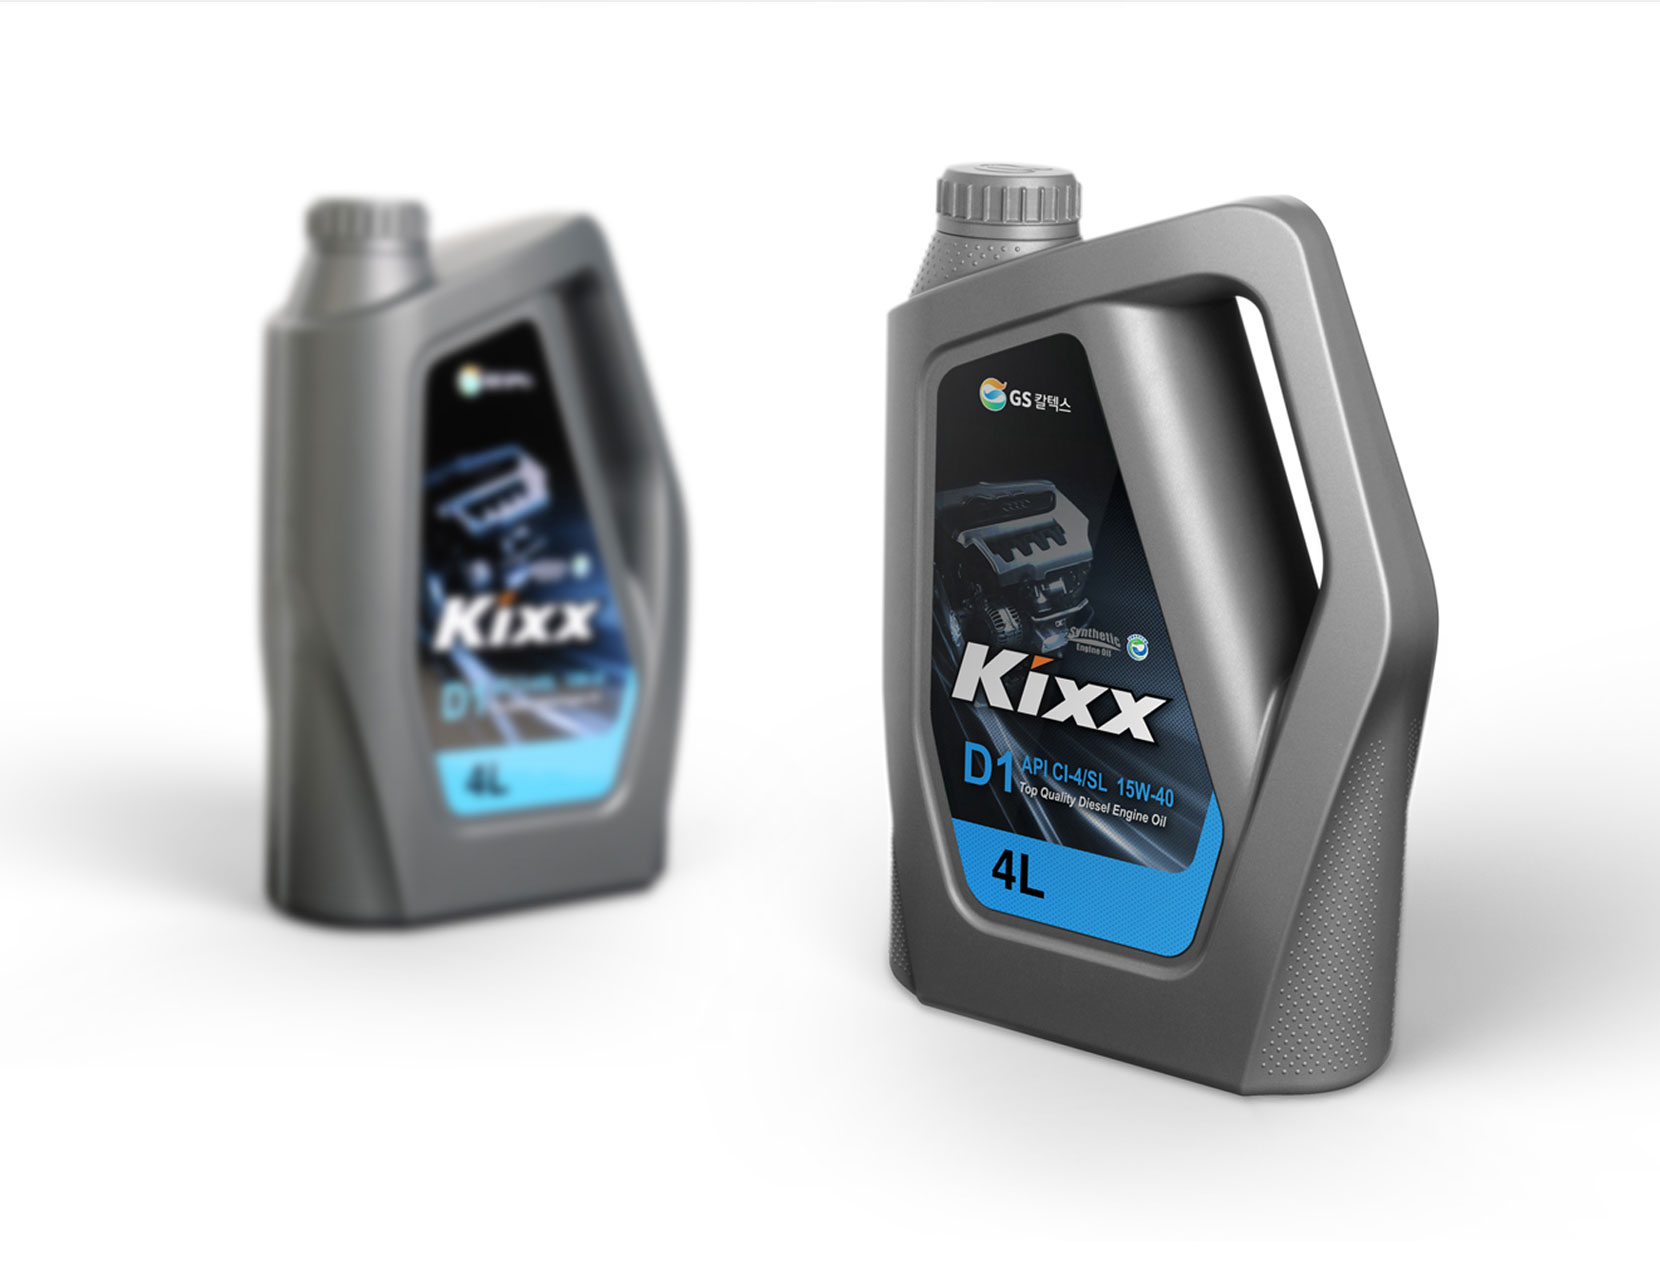 Kixx
D1
4L
GS 칼텍스
Synthetic
Engine Oil
Kixx
D1 API CI-4/SL 15W-40
Top Quality Diesel Engine Oil
4L